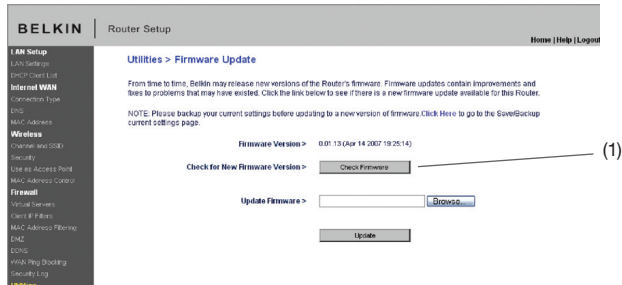 BELKIN | Router Setup
Home | Help | Logout
LAN Setup
LAN Settings
DHCP Client List
Internet WAN
Connection Type
DNS
MAC Address
Wireless
Channel and SSID
Security
Use as Access Point
MAC Address Control
Firewall
Virtual Servers
Client IP Filters
MAC Address Filtering
DMZ
DDNS
WAN Ping Blocking
Security Log
Utilities
Utilities > Firmware Update
From time to time, Belkin may release new versions of the Router's firmware. Firmware updates contain improvements and
fixes to problems that may have existed. Click the link below to see if there is a new firmware update available for this Router.
NOTE: Please backup your current settings before updating to a new version of firmware.Click Here to go to the Save/Backup
current settings page.
Firmware Version > 0.01.13 (Apr 14 2007 19:25:14)
Check for New Firmware Version > Check Firmware
(1)
Update Firmware > Browse...
Update